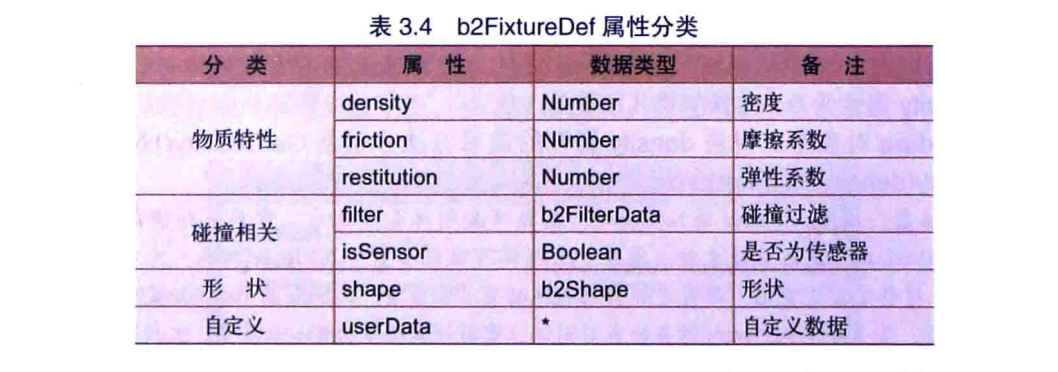 表 3.4 b2FixtureDef 属性分类
分 类 属 性 数据类型 备 注
物质特性 density Number 密度
friction Number 摩擦系数
restitution Number 弹性系数
碰撞相关 filter b2FilterData 碰撞过滤
isSensor Boolean 是否为传感器
形 状 shape b2Shape 形状
自定义 userData * 自定义数据